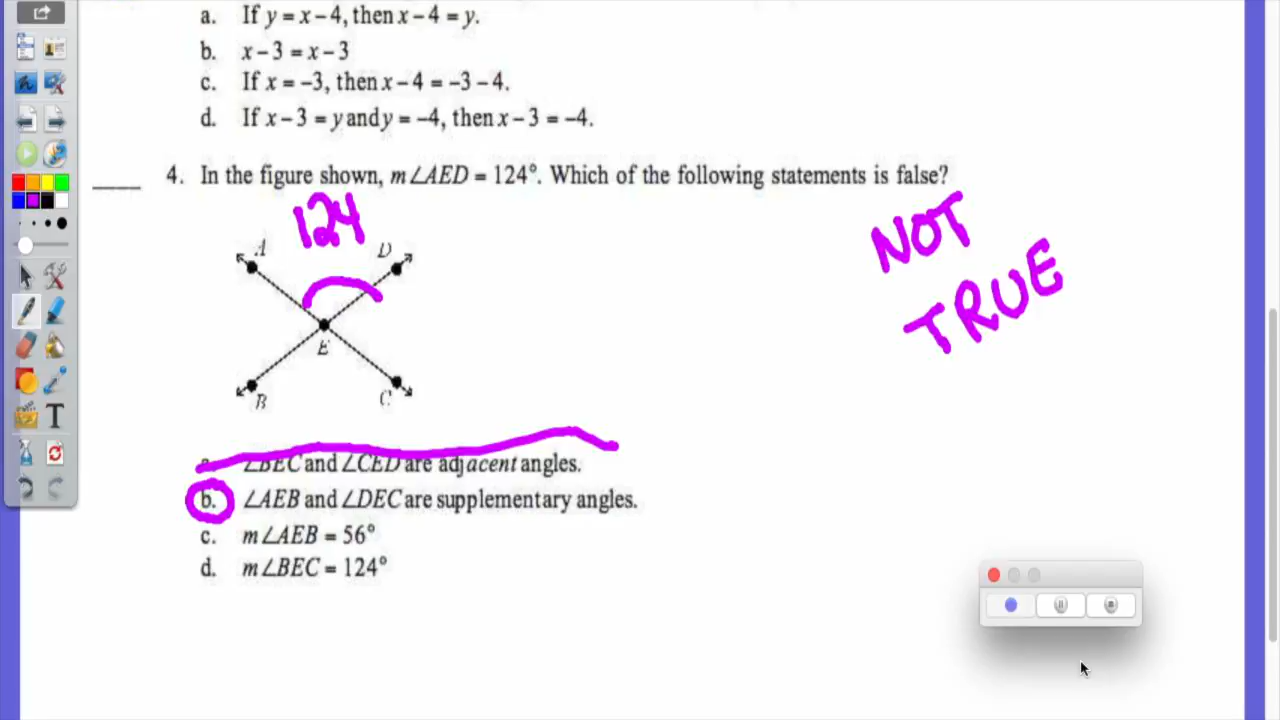 a. If y = x – 4, then x – 4 = y.
b. x – 3 = x – 3
c. If x = –3, then x – 4 = –3 – 4.
d. If x – 3 = y and y = –4, then x – 3 = –4.
4. In the figure shown, m∠AED = 124°. Which of the following statements is false?
124
NOT
TRUE
A
D
E
B
C
a. ∠BEC and ∠CED are adjacent angles.
b. ∠AEB and ∠DEC are supplementary angles.
c. m∠AEB = 56°
d. m∠BEC = 124°
T